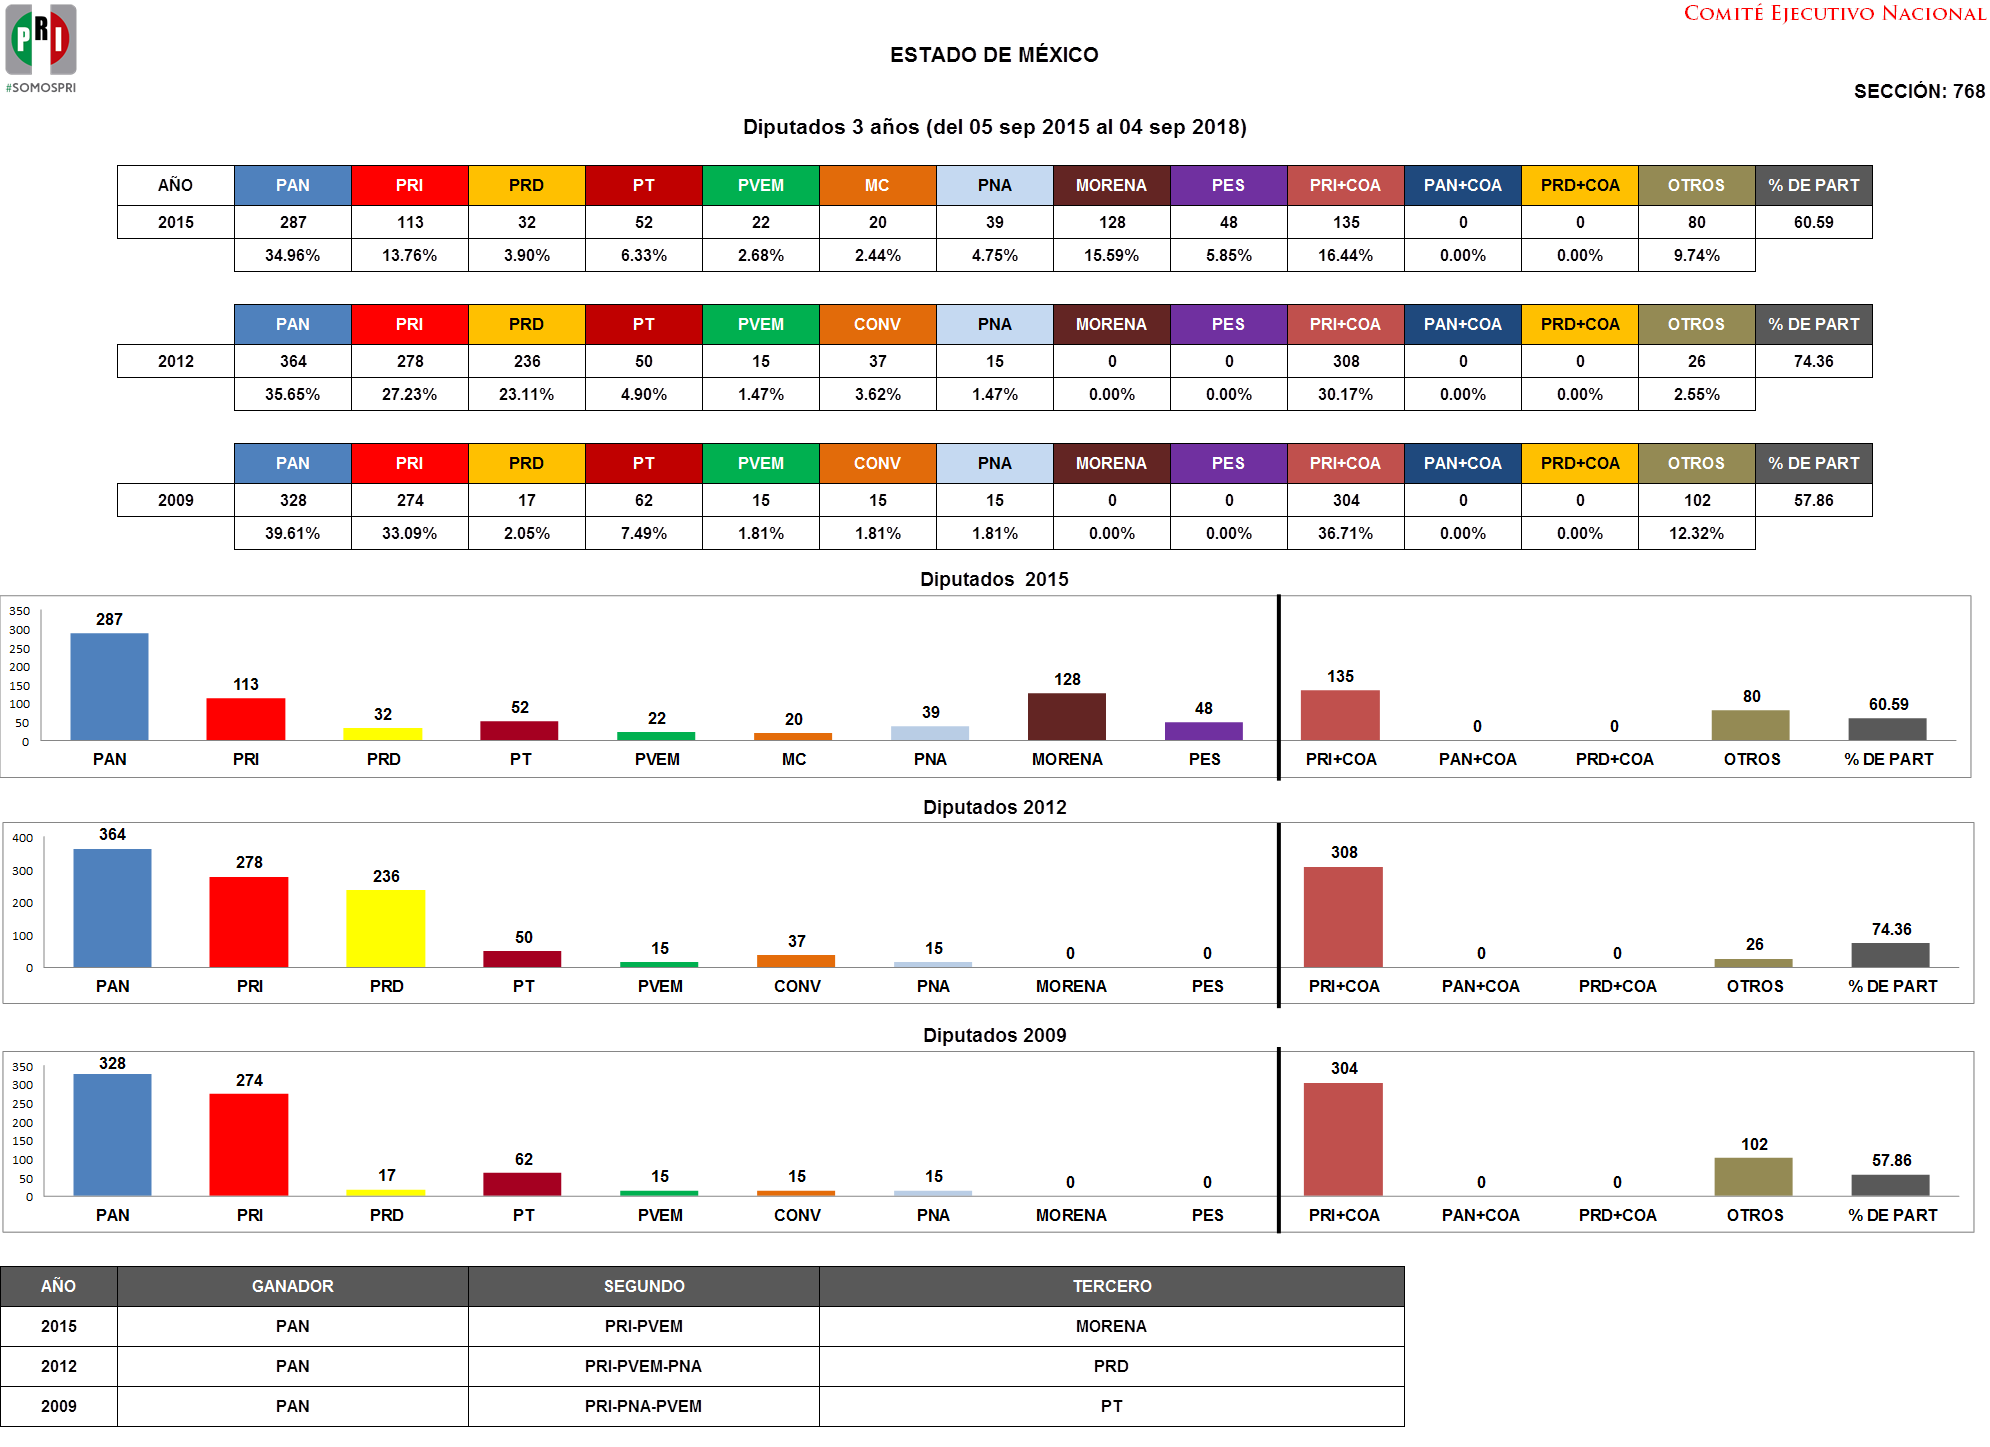 PRI
#SOMOSPRI
COMITÉ EJECUTIVO NACIONAL
ESTADO DE MÉXICO
SECCIÓN: 768
Diputados 3 años (del 05 sep 2015 al 04 sep 2018)
AÑO PAN PRI PRD PT PVEM MC PNA MORENA PES PRI+COA PAN+COA PRD+COA OTROS % DE PART
2015 287 113 32 52 22 20 39 128 48 135 0 0 80 60.59
34.96% 13.76% 3.90% 6.33% 2.68% 2.44% 4.75% 15.59% 5.85% 16.44% 0.00% 0.00% 9.74%
PAN PRI PRD PT PVEM CONV PNA MORENA PES PRI+COA PAN+COA PRD+COA OTROS % DE PART
2012 364 278 236 50 15 37 15 0 0 308 0 0 26 74.36
35.65% 27.23% 23.11% 4.90% 1.47% 3.62% 1.47% 0.00% 0.00% 30.17% 0.00% 0.00% 2.55%
PAN PRI PRD PT PVEM CONV PNA MORENA PES PRI+COA PAN+COA PRD+COA OTROS % DE PART
2009 328 274 17 62 15 15 15 0 0 304 0 0 102 57.86
39.61% 33.09% 2.05% 7.49% 1.81% 1.81% 1.81% 0.00% 0.00% 36.71% 0.00% 0.00% 12.32%
Diputados 2015
350
300
250
200
150
100
50
0
287 113 32 52 22 20 39 128 48 135 0 0 80 60.59
PAN PRI PRD PT PVEM MC PNA MORENA PES PRI+COA PAN+COA PRD+COA OTROS % DE PART
Diputados 2012
400
300
200
100
0
364 278 236 50 15 37 15 0 0 308 0 0 26 74.36
PAN PRI PRD PT PVEM CONV PNA MORENA PES PRI+COA PAN+COA PRD+COA OTROS % DE PART
Diputados 2009
350
300
250
200
150
100
50
0
328 274 17 62 15 15 15 0 0 304 0 0 102 57.86
PAN PRI PRD PT PVEM CONV PNA MORENA PES PRI+COA PAN+COA PRD+COA OTROS % DE PART
AÑO GANADOR SEGUNDO TERCERO
2015 PAN PRI-PVEM MORENA
2012 PAN PRI-PVEM-PNA PRD
2009 PAN PRI-PNA-PVEM PT